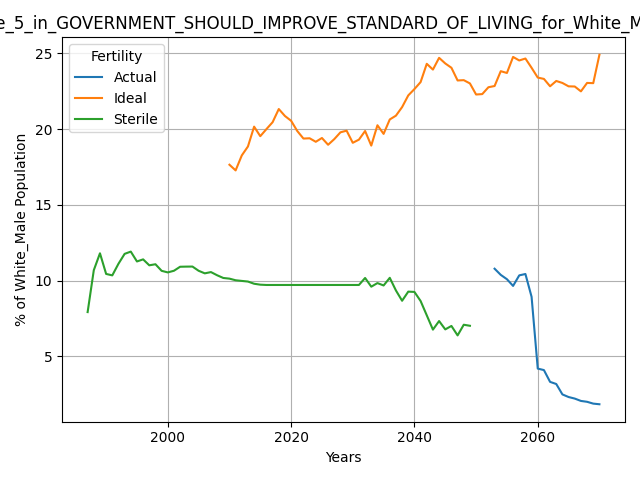 e_5_in_GOVERNMENT_SHOULD_IMPROVE_STANDARD_OF_LIVING_for_White_M
Fertility
Actual
Ideal
Sterile
25
20
15
10
5
% of White_Male Population
2000
2020
2040
2060
Years